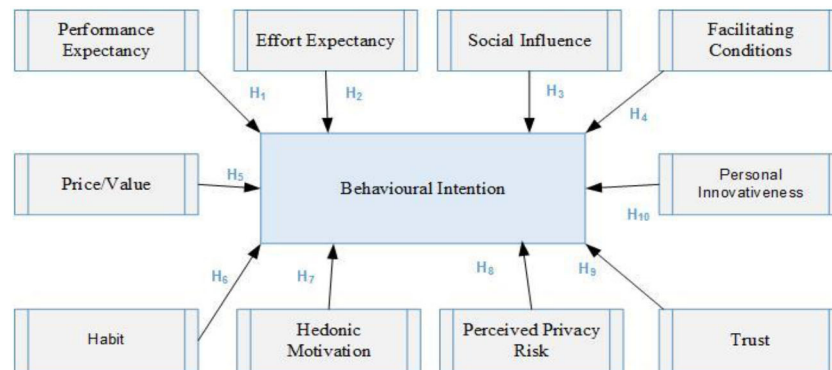 Performance
Expectancy
Effort Expectancy
Social Influence
Facilitating
Conditions
H1
H2
H3
H4
Price/Value
H5
Behavioural Intention
Personal
Innovativeness
H10
H6
H7
H8
H9
Habit
Hedonic
Motivation
Perceived Privacy
Risk
Trust